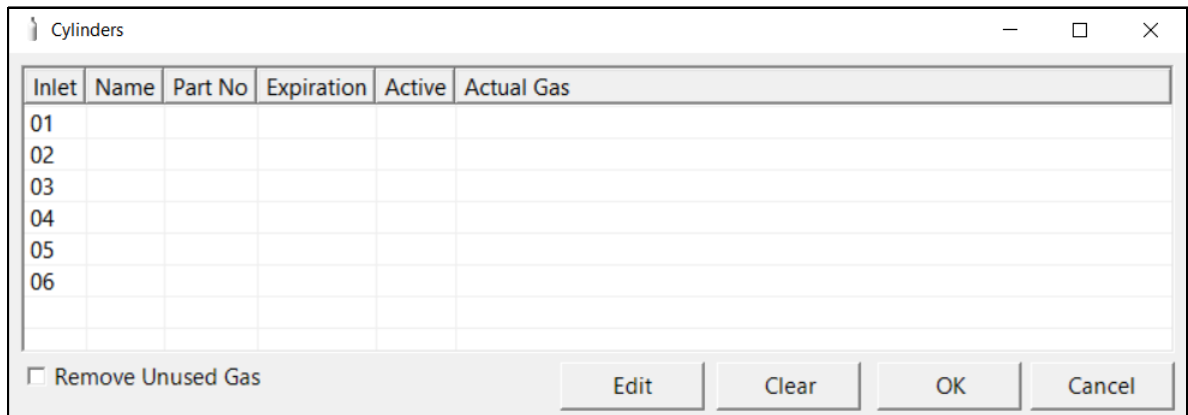 Cylinders
Inlet Name Part No Expiration Active Actual Gas
01
02
03
04
05
06
Remove Unused Gas Edit Clear OK Cancel